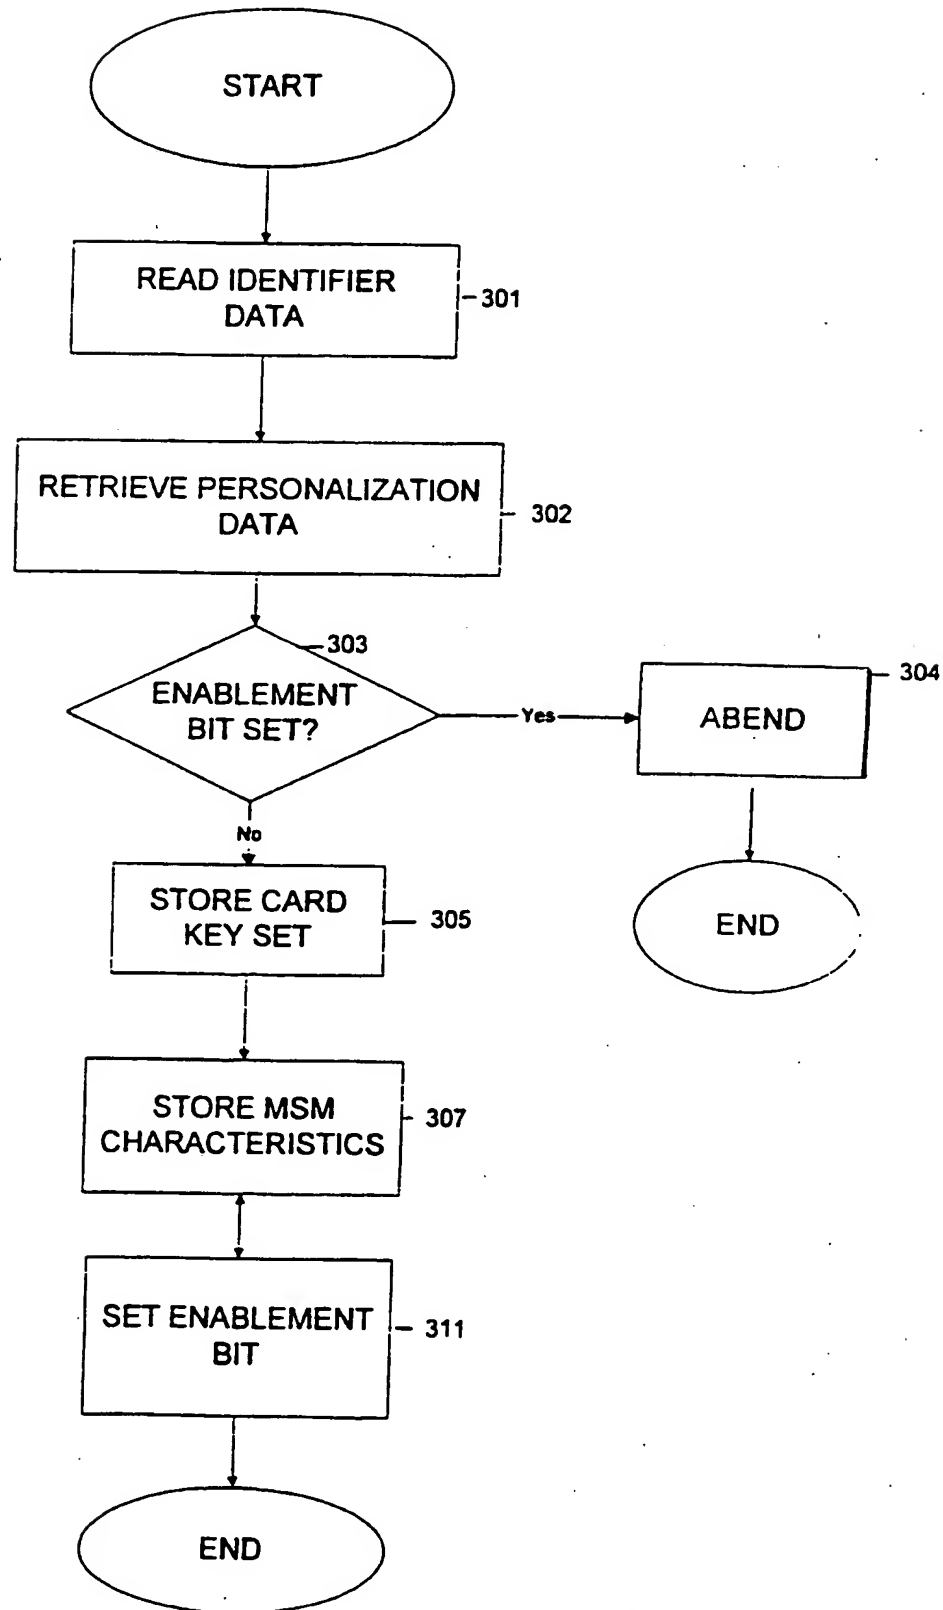 START
READ IDENTIFIER
DATA
301
RETRIEVE PERSONALIZATION
DATA
302
303
ENABLEMENT
BIT SET?
Yes
304
ABEND
END
No
STORE CARD
KEY SET
305
STORE MSM
CHARACTERISTICS
307
SET ENABLEMENT
BIT
311
END